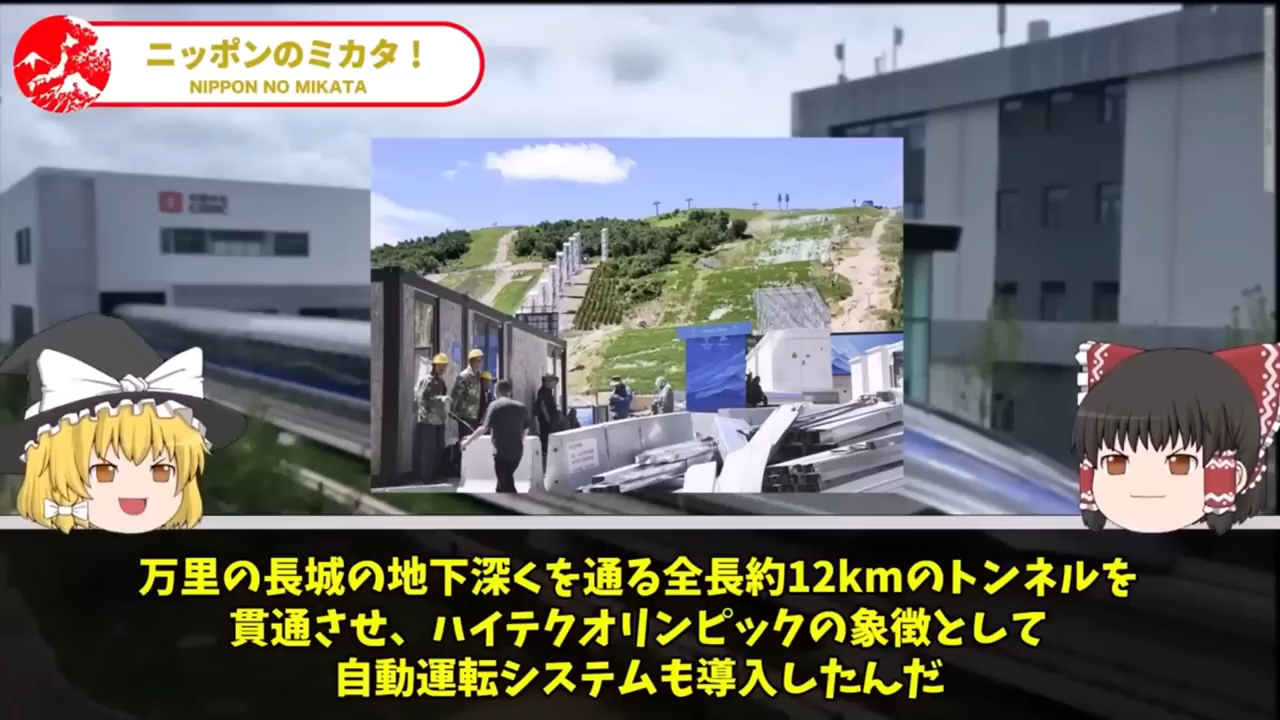 ニッポンのミカタ！
NIPPON NO MIKATA
万里の長城の地下深くを通る全長約12kmのトンネルを
貫通させ、ハイテクオリンピックの象徴として
自動運転システムも導入したんだ